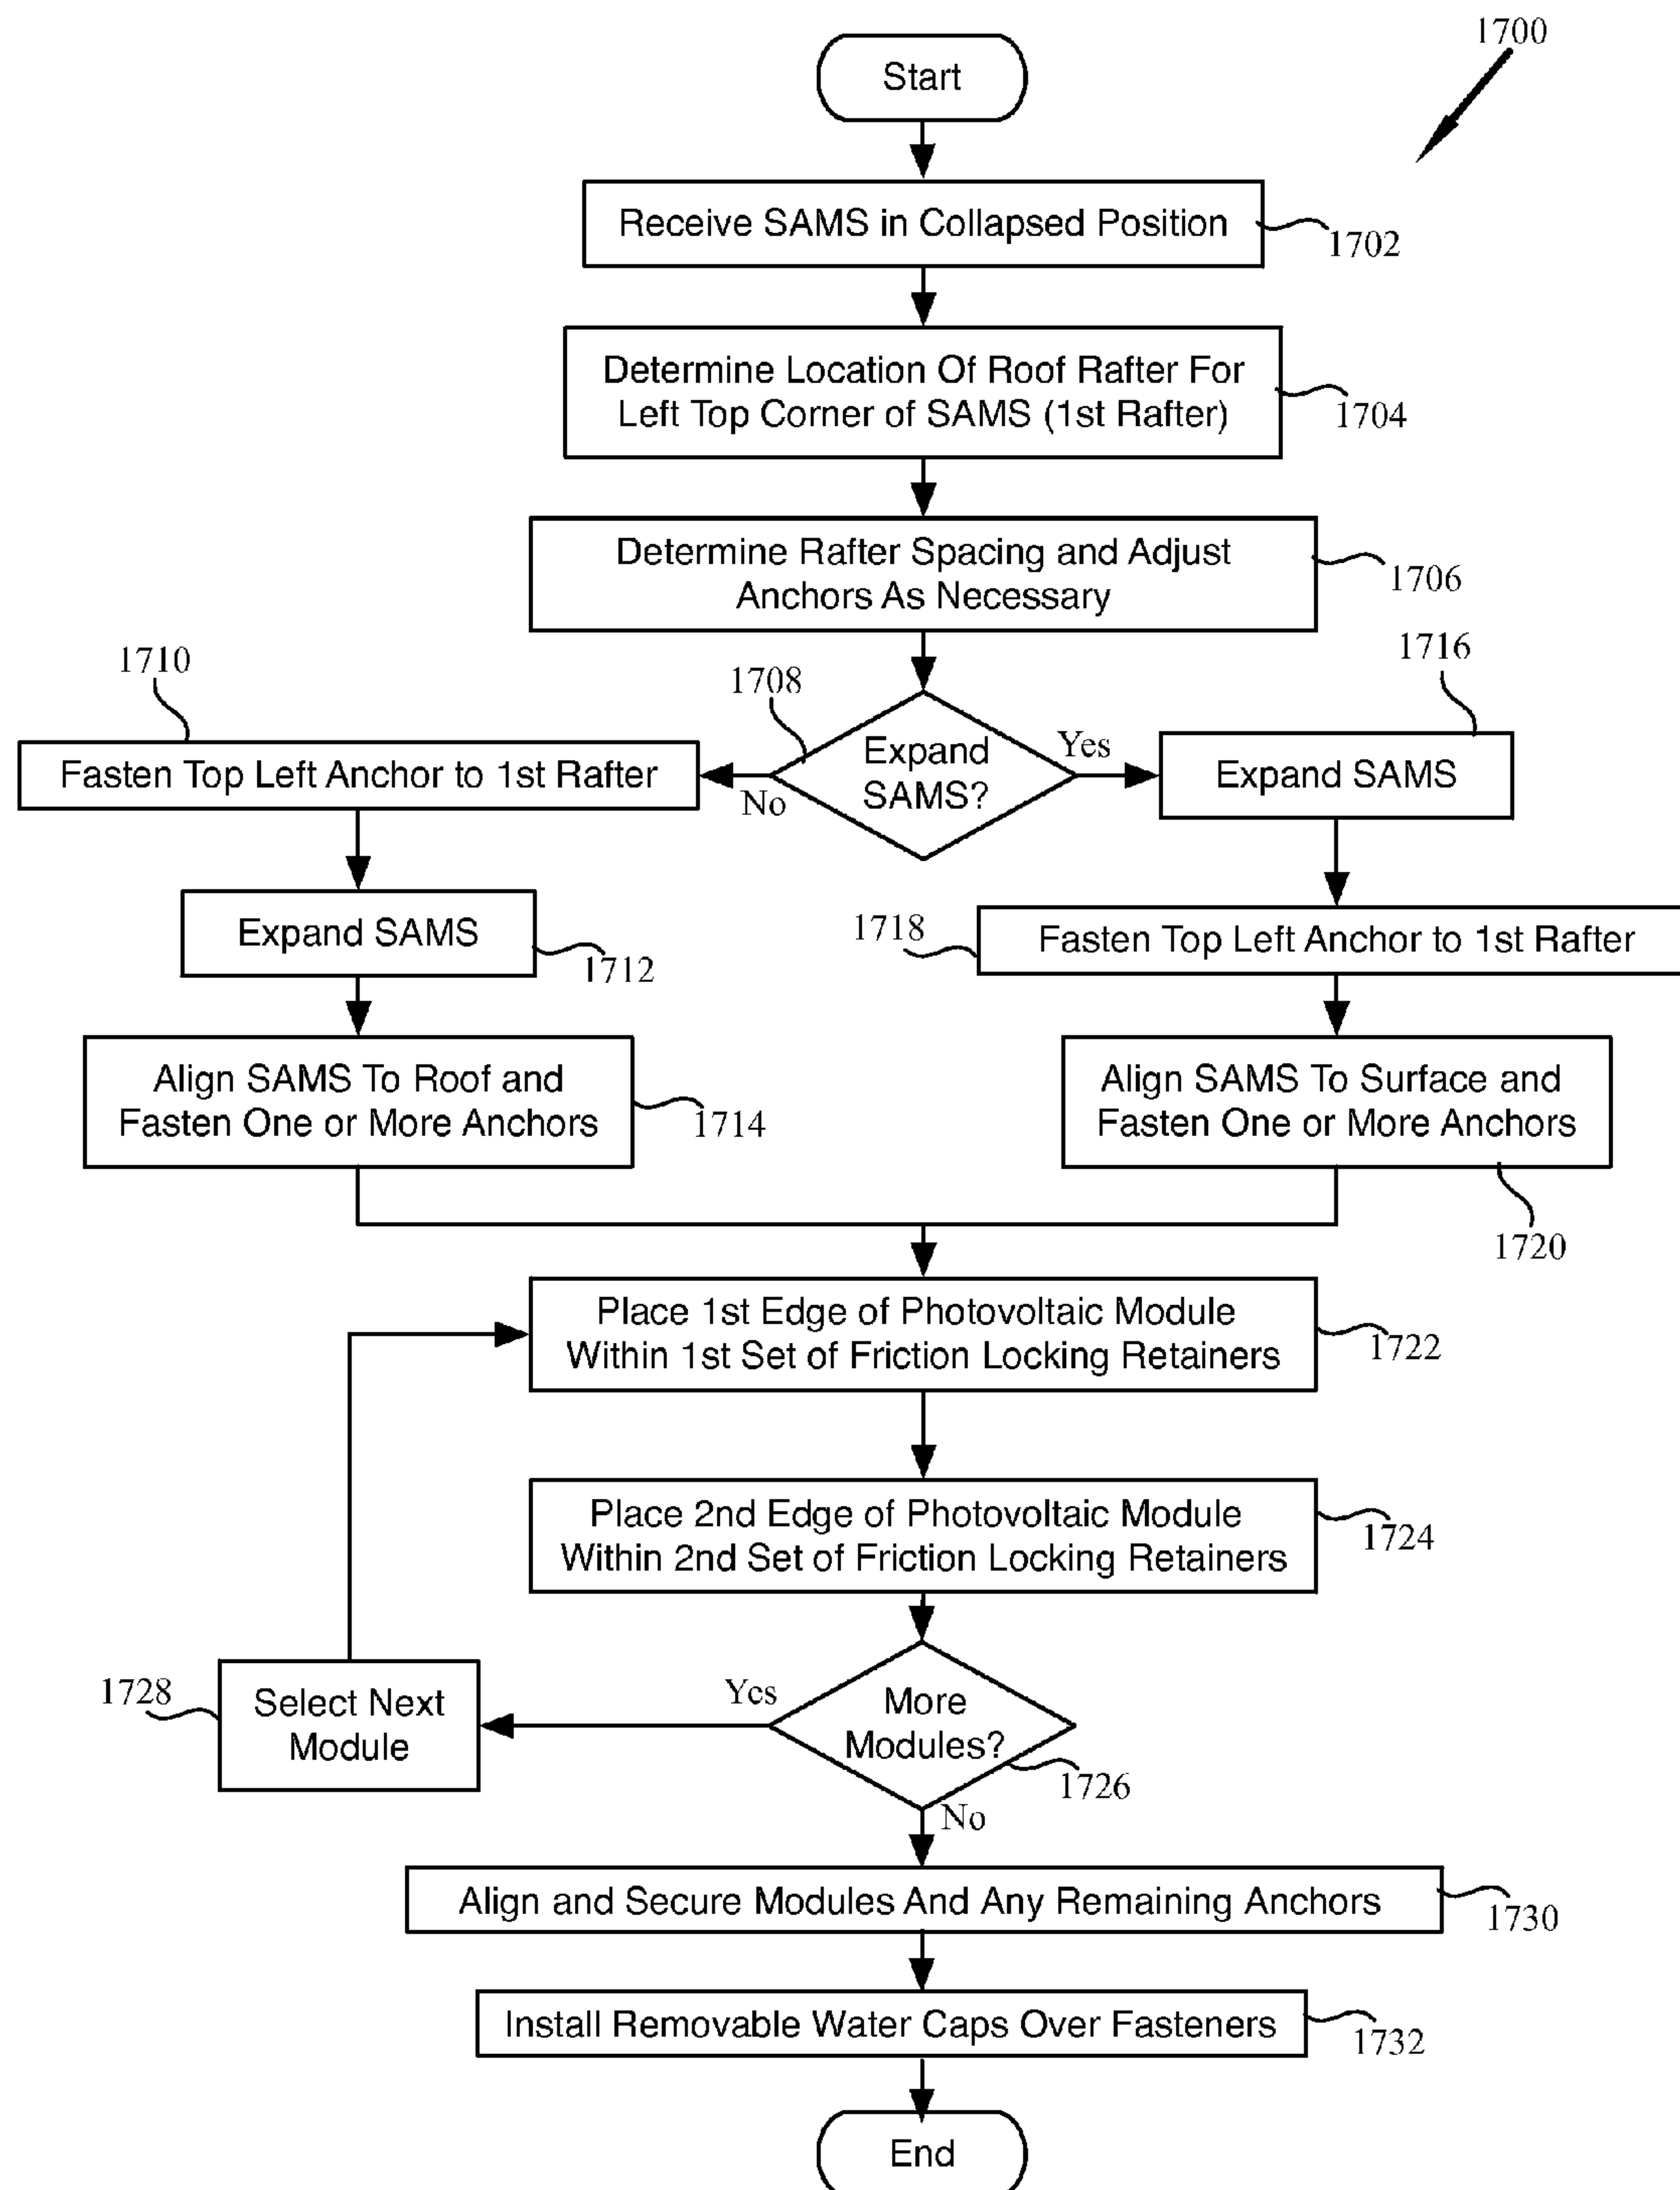 1700
Start
Receive SAMS in Collapsed Position
1702
Determine Location Of Roof Rafter For
Left Top Corner of SAMS (1st Rafter)
1704
Determine Rafter Spacing and Adjust
Anchors As Necessary
1706
1710
1708
1716
Fasten Top Left Anchor to 1st Rafter
No
Expand
SAMS?
Yes
Expand SAMS
Expand SAMS
1712
1718
Fasten Top Left Anchor to 1st Rafter
Align SAMS To Roof and
Fasten One or More Anchors
1714
Align SAMS To Surface and
Fasten One or More Anchors
1720
Place 1st Edge of Photovoltaic Module
Within 1st Set of Friction Locking Retainers
1722
Place 2nd Edge of Photovoltaic Module
Within 2nd Set of Friction Locking Retainers
1724
1728
Select Next
Module
Yes
More
Modules?
1726
No
Align and Secure Modules And Any Remaining Anchors
1730
Install Removable Water Caps Over Fasteners
1732
End